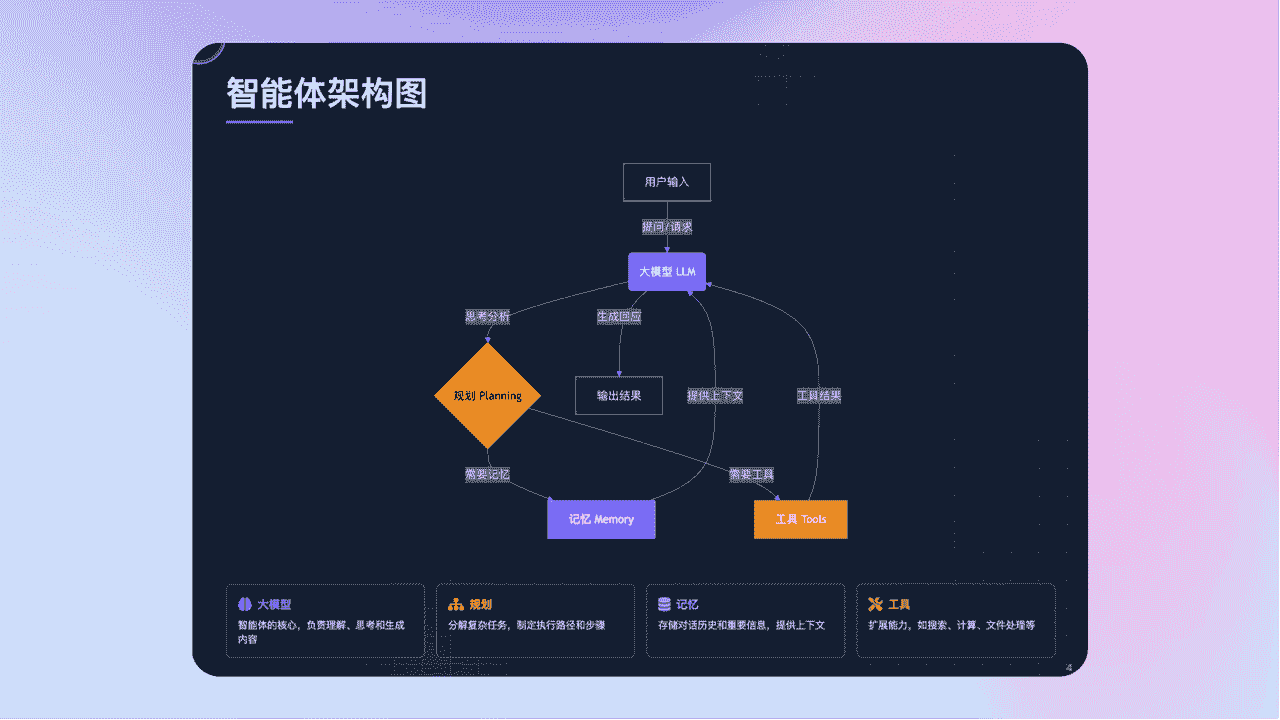 智能体架构图
用户输入
提问/请求
大模型 LLM
思考分析
生成回应
规划 Planning
输出结果
提供上下文
工具结果
需要记忆
需要工具
记忆 Memory
工具 Tools
大模型
智能体的核心，负责理解、思考和生成
内容
规划
分解复杂任务，制定执行路径和步骤
记忆
存储对话历史和重要信息，提供上下文
工具
扩展能力，如搜索、计算、文件处理等
4